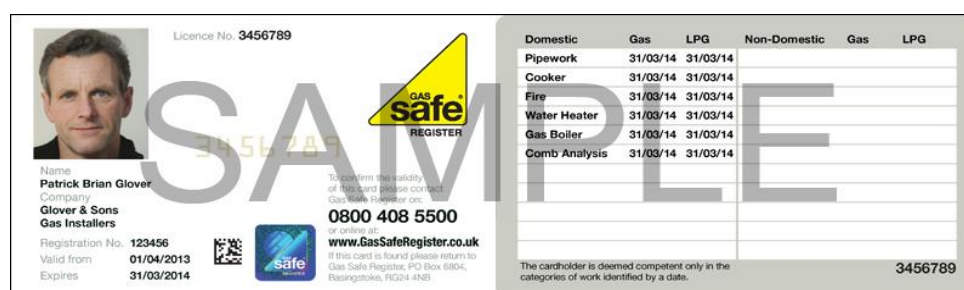 Licence No. 3456789
GAS
safe®
REGISTER
3456789
SAMPLE
Name
Patrick Brian Glover
Company
Glover & Sons
Gas Installers
Registration No. 123456
Valid from 01/04/2013
Expires 31/03/2014
safe
REGISTER
To confirm the validity
of this card please contact
Gas Safe Register on:
0800 408 5500
or online at:
www.GasSafeRegister.co.uk
If this card is found please return to
Gas Safe Register, PO Box 6804,
Basingstoke, RG24 4NB
Domestic Gas LPG Non-Domestic Gas LPG
Pipework 31/03/14 31/03/14
Cooker 31/03/14 31/03/14
Fire 31/03/14 31/03/14
Water Heater 31/03/14 31/03/14
Gas Boiler 31/03/14 31/03/14
Comb Analysis 31/03/14 31/03/14
The cardholder is deemed competent only in the
categories of work identified by a date.
3456789